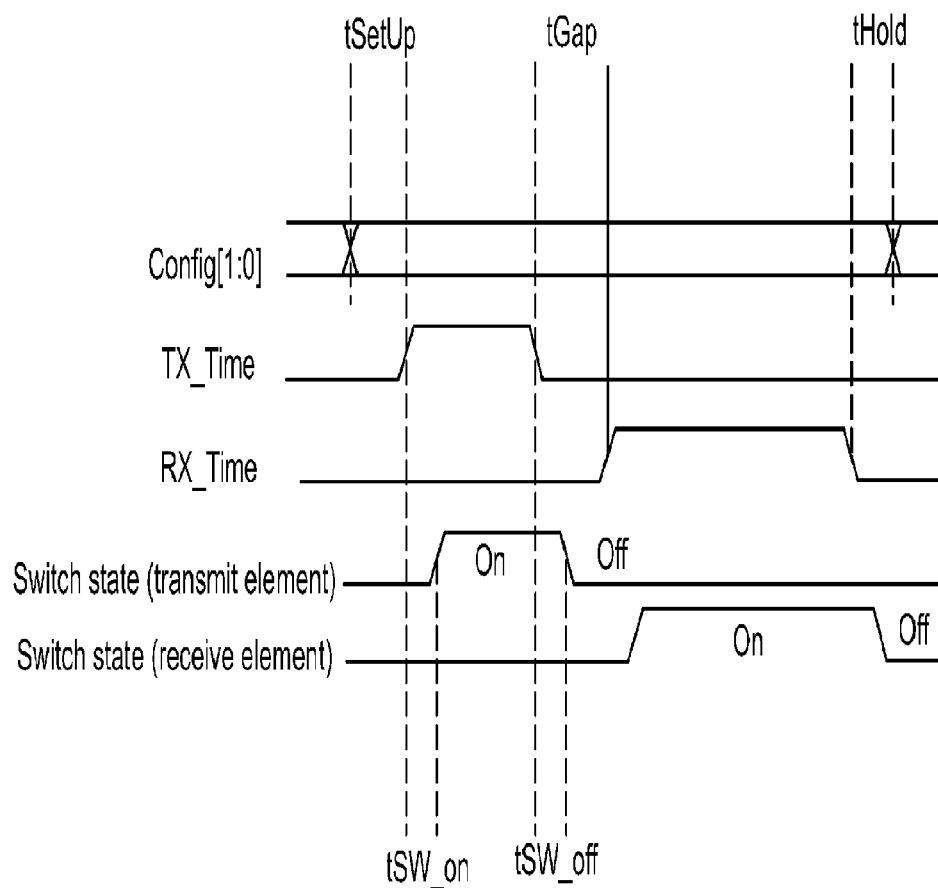 tSetUp tGap tHold
Config[1:0]
TX_Time
RX_Time
On Off
Switch state (transmit element)
On Off
Switch state (receive element)
tSW_on tSW_off